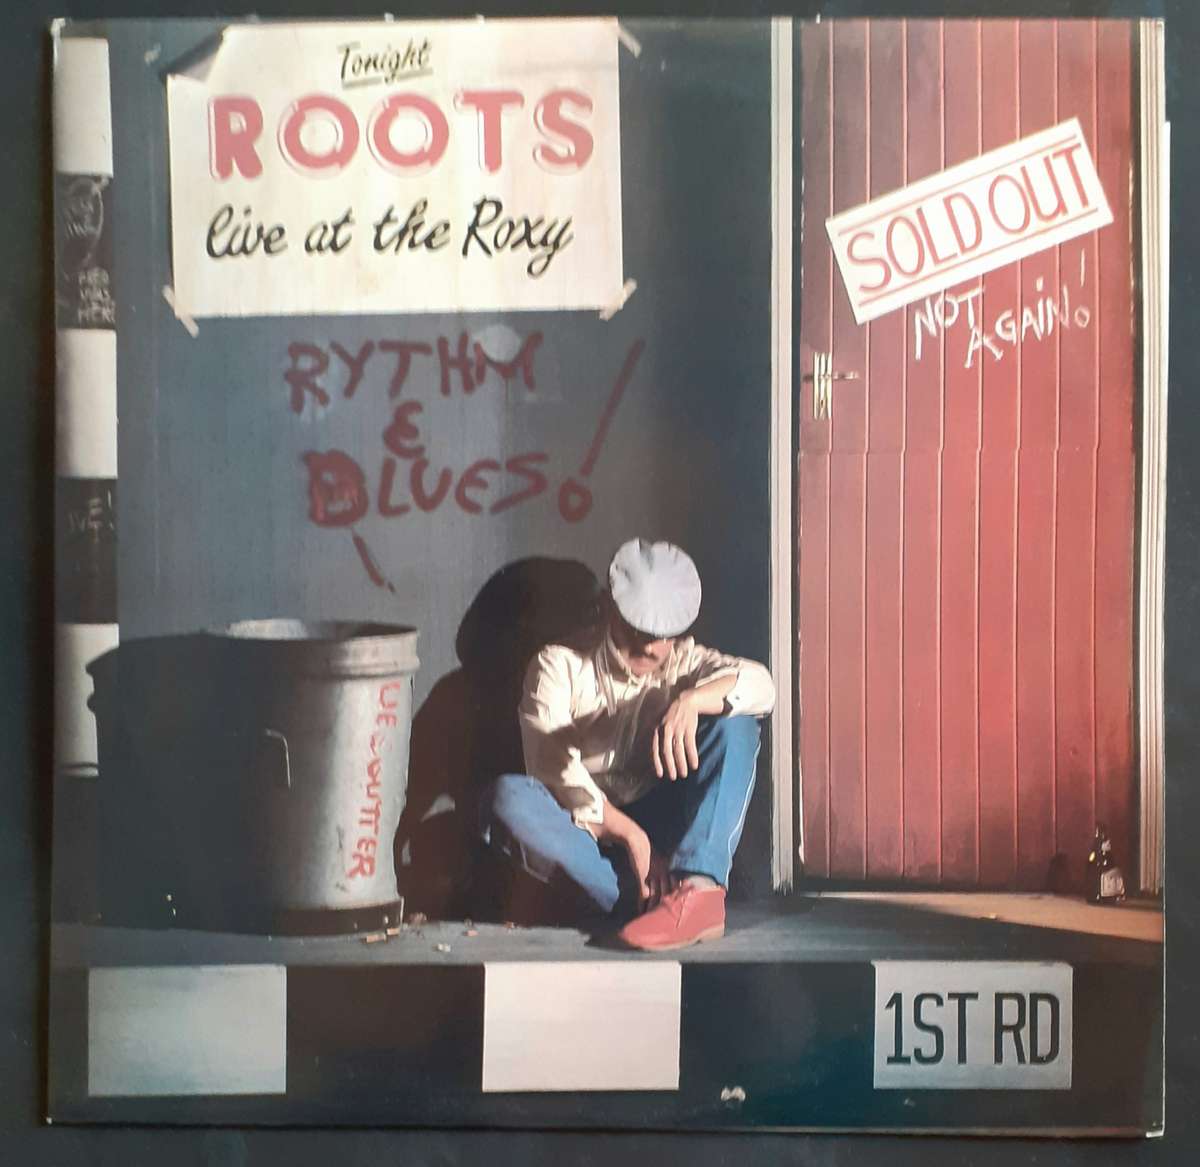 Tonight
ROOTS
live at the Roxy
SOLD OUT
NOT
AGAIN!
RYTHM
&
BLUES!
1ST RD